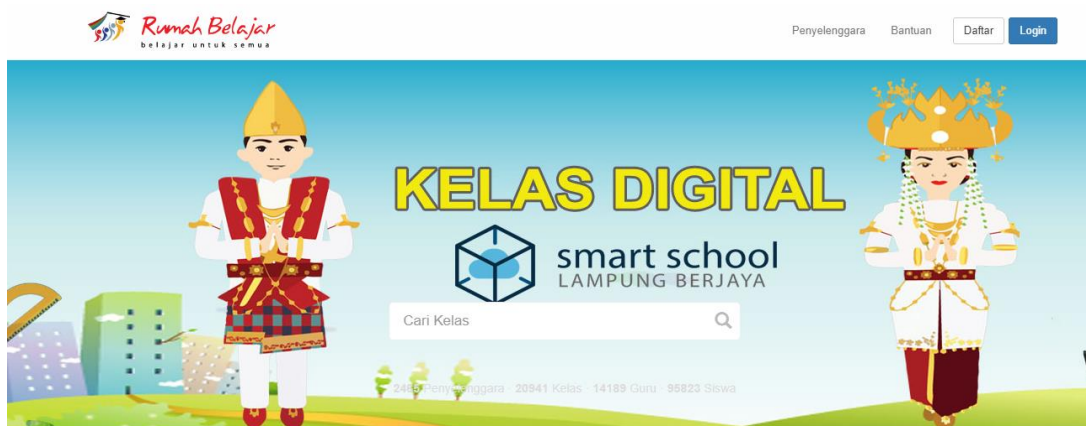 Rumah Belajar
belajar untuk semua
Penyelenggara Bantuan Daftar Login
KELAS DIGITAL
smart school
LAMPUNG BERJAYA
Cari Kelas
Penyelenggara · 20941 Kelas · 14189 Guru · 95823 Siswa